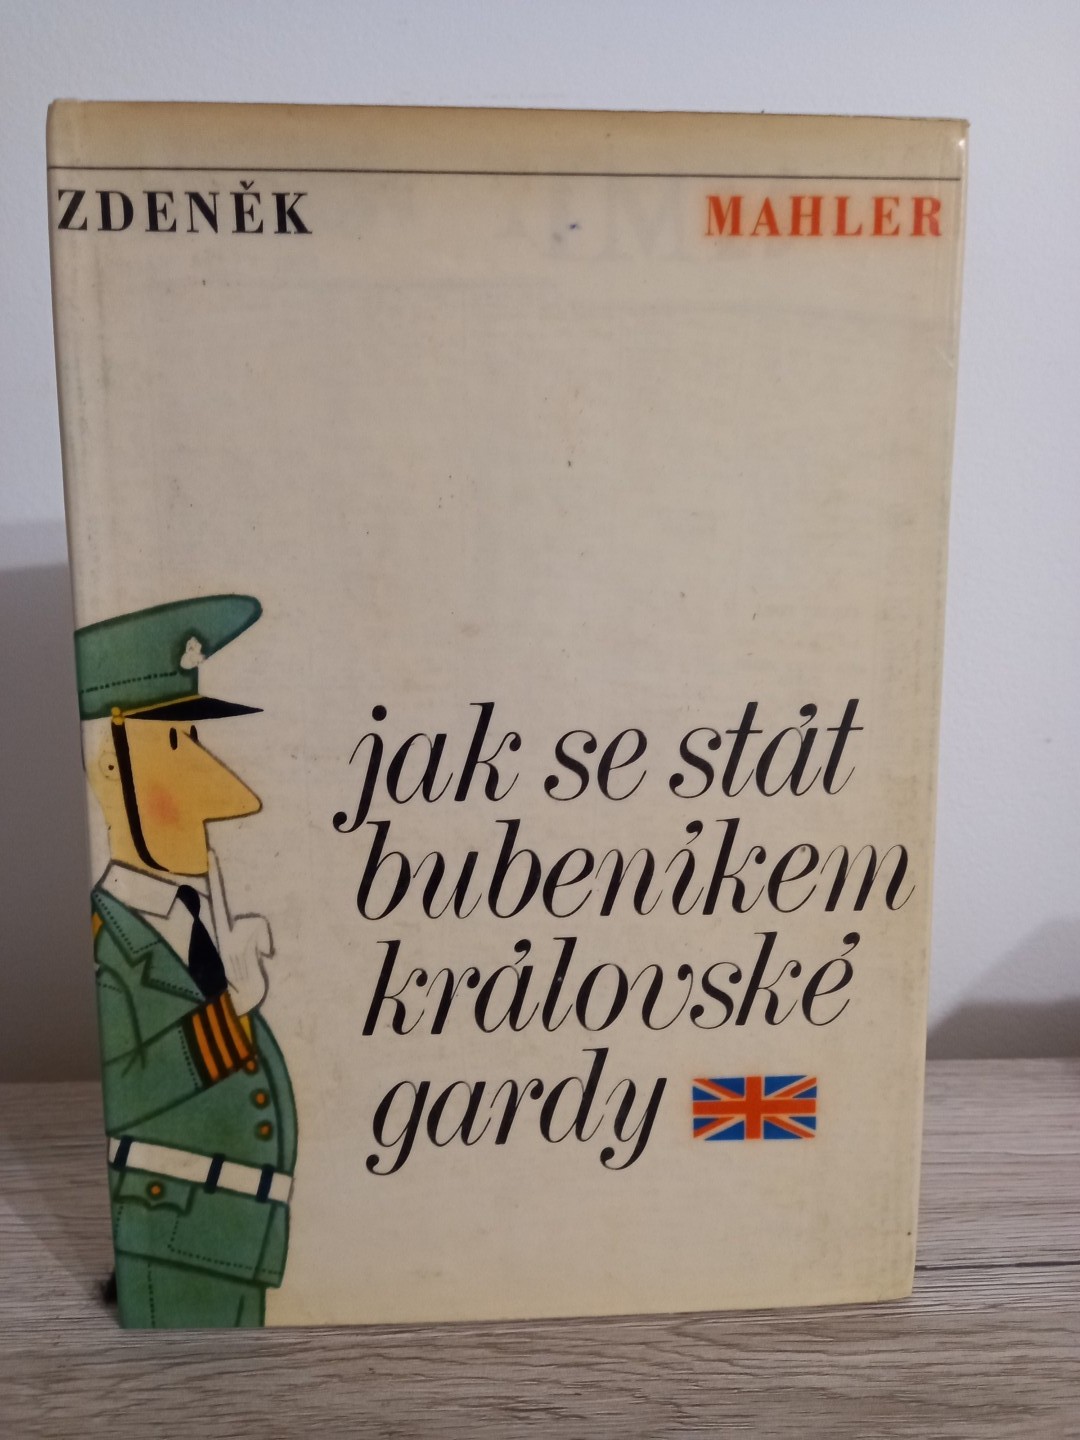 ZDENĚK MAHLER
jak se stát
bubeníkem
královské
gardy